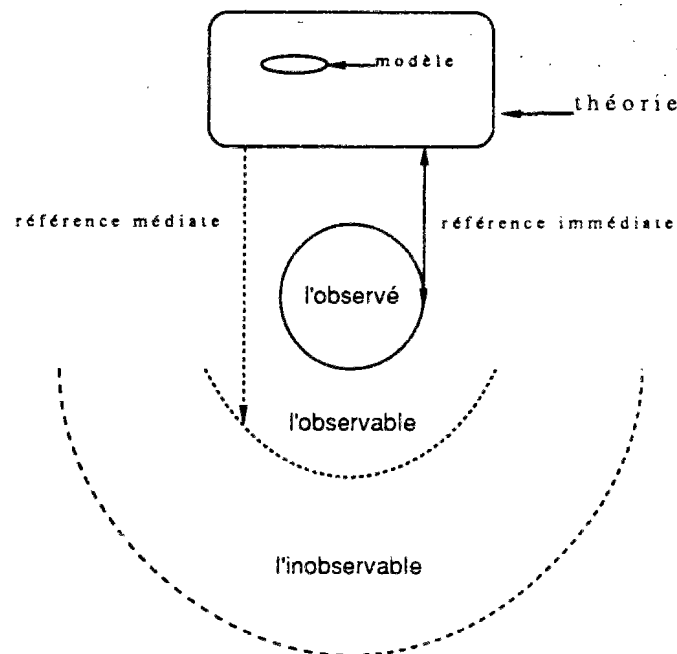 modèle
théorie
référence médiate
référence immédiate
l'observé
l'observable
l'inobservable